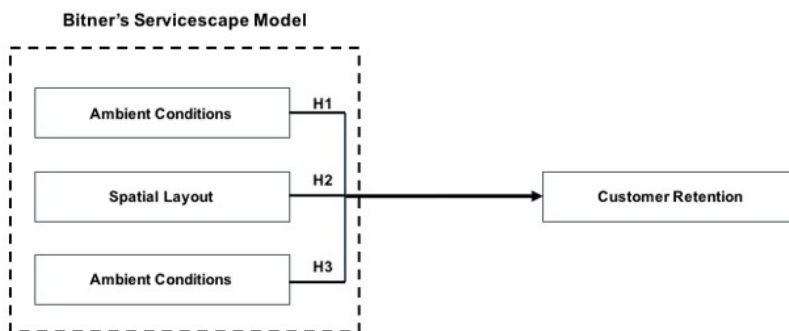 Bitner's Servicescape Model
H1
Ambient Conditions
H2
Spatial Layout
Customer Retention
H3
Ambient Conditions